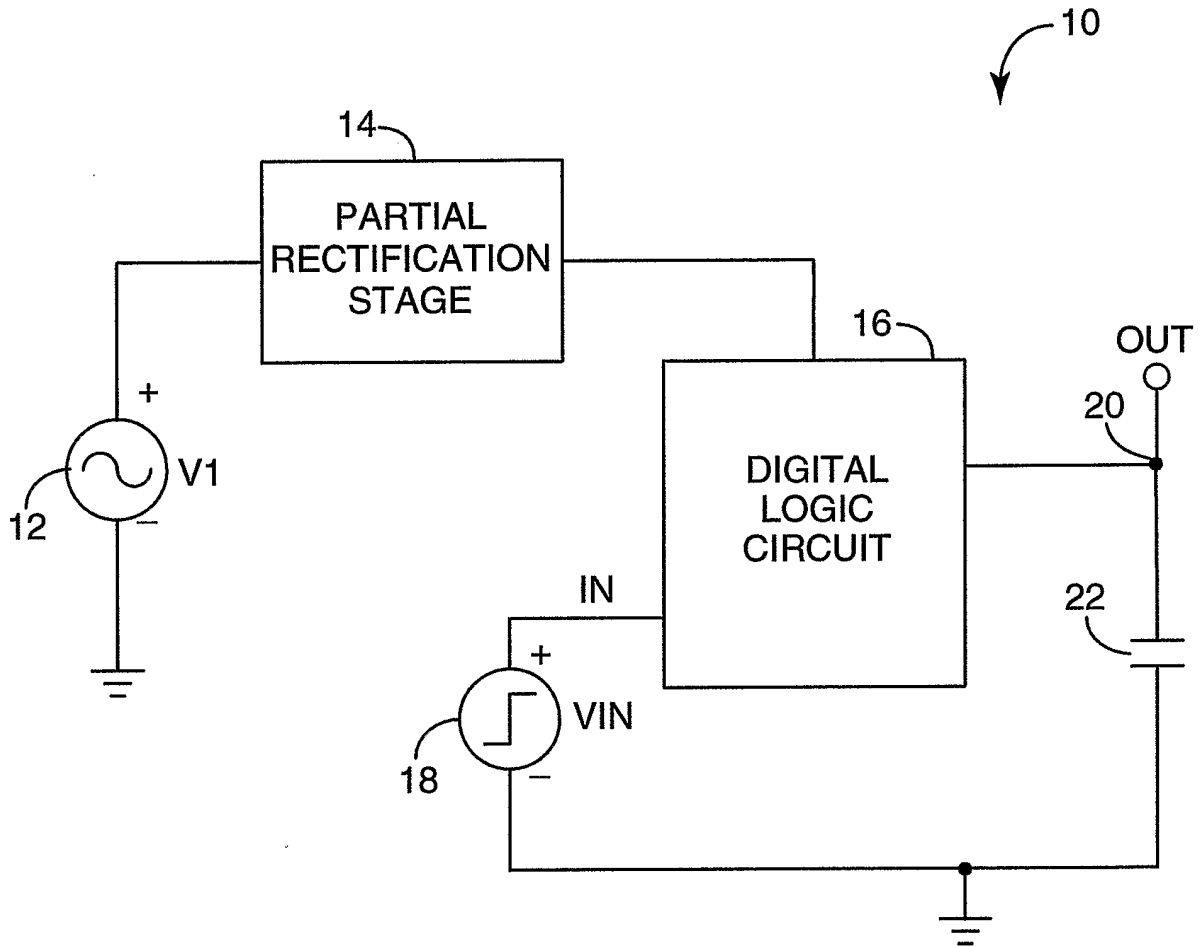 10
14
PARTIAL
RECTIFICATION
STAGE
16
OUT
+
20
V1
DIGITAL
LOGIC
CIRCUIT
12
−
IN
22
+
VIN
18
−